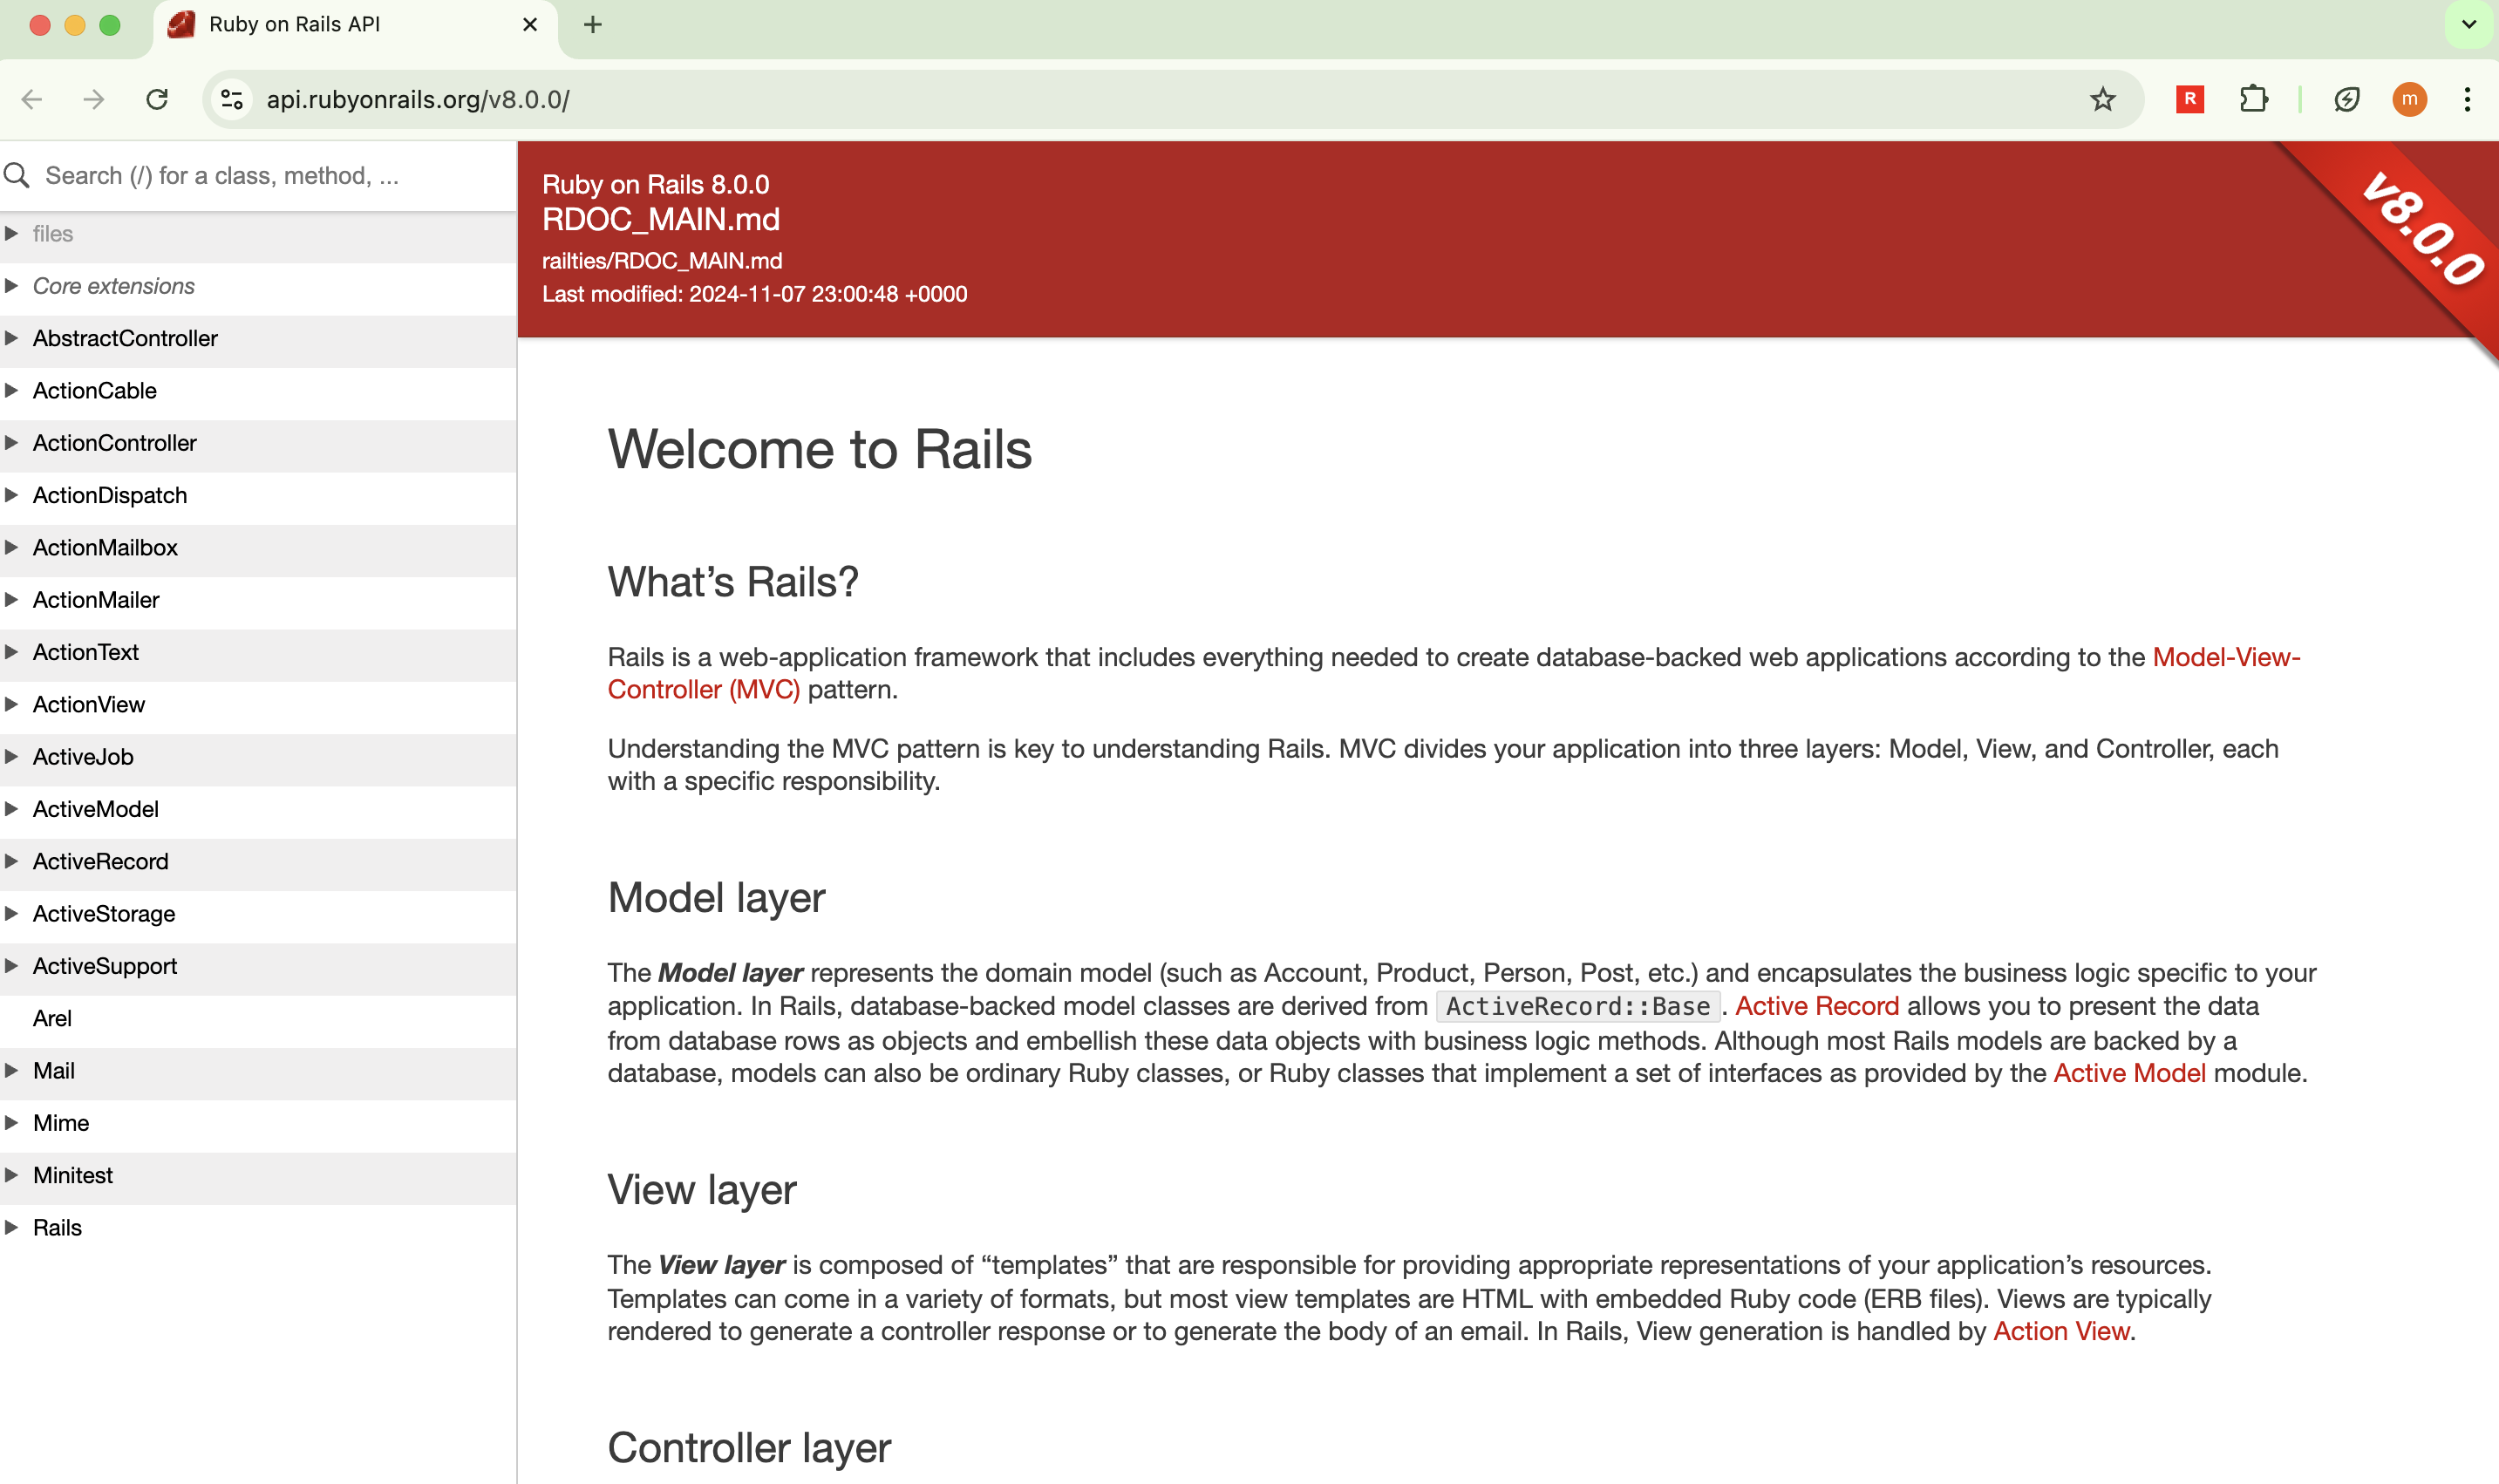 Ruby on Rails API
api.rubyonrails.org/v8.0.0/
R
m
Search (/) for a class, method, ...
files
Core extensions
AbstractController
ActionCable
ActionController
ActionDispatch
ActionMailbox
ActionMailer
ActionText
ActionView
ActiveJob
ActiveModel
ActiveRecord
ActiveStorage
ActiveSupport
Arel
Mail
Mime
Minitest
Rails
Ruby on Rails 8.0.0
RDOC_MAIN.md
railties/RDOC_MAIN.md
Last modified: 2024-11-07 23:00:48 +0000
v8.0.0
Welcome to Rails
What’s Rails?
Rails is a web-application framework that includes everything needed to create database-backed web applications according to the Model-View-
Controller (MVC) pattern.
Understanding the MVC pattern is key to understanding Rails. MVC divides your application into three layers: Model, View, and Controller, each
with a specific responsibility.
Model layer
The Model layer represents the domain model (such as Account, Product, Person, Post, etc.) and encapsulates the business logic specific to your
application. In Rails, database-backed model classes are derived from ActiveRecord::Base. Active Record allows you to present the data
from database rows as objects and embellish these data objects with business logic methods. Although most Rails models are backed by a
database, models can also be ordinary Ruby classes, or Ruby classes that implement a set of interfaces as provided by the Active Model module.
View layer
The View layer is composed of “templates” that are responsible for providing appropriate representations of your application’s resources.
Templates can come in a variety of formats, but most view templates are HTML with embedded Ruby code (ERB files). Views are typically
rendered to generate a controller response or to generate the body of an email. In Rails, View generation is handled by Action View.
Controller layer